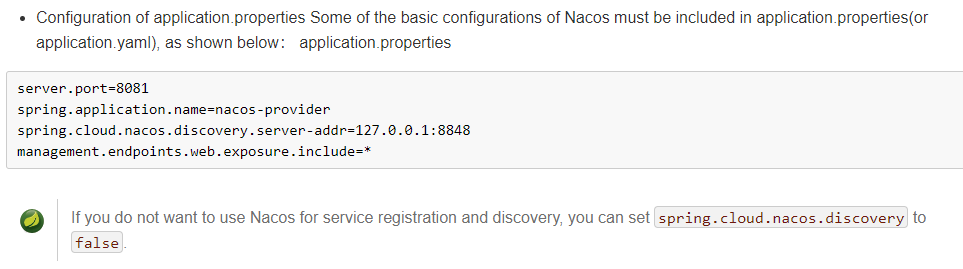 Configuration of application.properties Some of the basic configurations of Nacos must be included in application.properties(or
application.yaml), as shown below： application.properties
server.port=8081
spring.application.name=nacos-provider
spring.cloud.nacos.discovery.server-addr=127.0.0.1:8848
management.endpoints.web.exposure.include=*
If you do not want to use Nacos for service registration and discovery, you can set spring.cloud.nacos.discovery to
false.